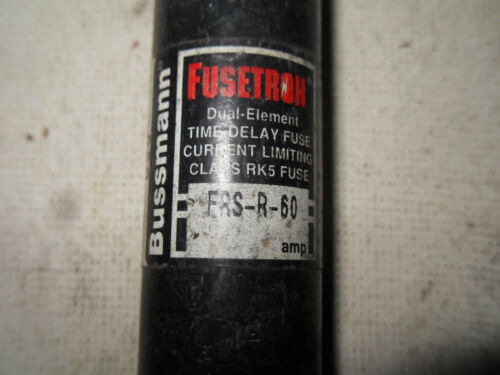 Bussmann®
FUSETRON®
Dual-Element
TIME-DELAY FUSE
CURRENT LIMITING
CLASS RK5 FUSE
FRS-R-60
amp